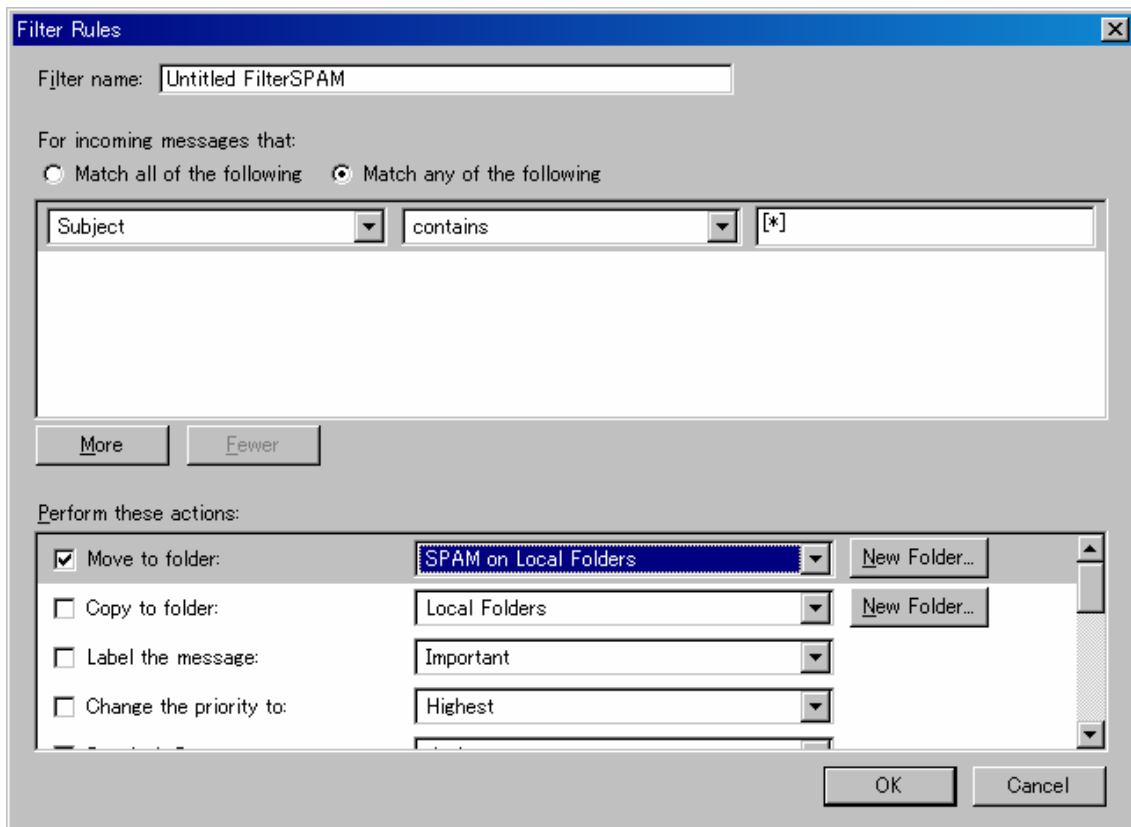 Filter Rules
Filter name: Untitled FilterSPAM
For incoming messages that:
Match all of the following Match any of the following
Subject contains [*]
More Fewer
Perform these actions:
Move to folder: SPAM on Local Folders New Folder...
Copy to folder: Local Folders New Folder...
Label the message: Important
Change the priority to: Highest
OK Cancel